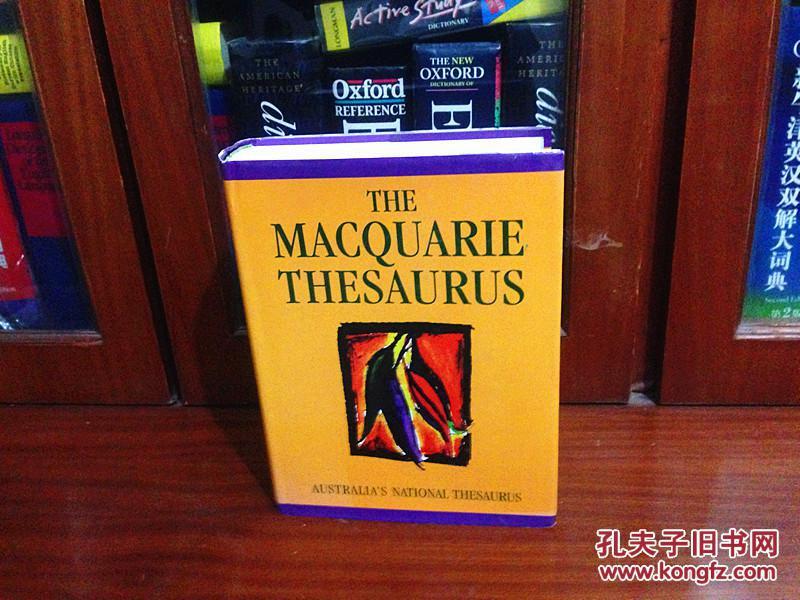 LONGMAN
Active Study
DICTIONARY
THE
AMERICAN
HERITAGE
Oxford
REFERENCE
THE NEW
OXFORD
DICTIONARY OF
E
THE
AMERICAN
HERITAGE
THE
MACQUARIE
THESAURUS
AUSTRALIA'S NATIONAL THESAURUS
津英汉双解大词典
Second Edi
第2版
孔夫子旧书网
www.kongfz.com